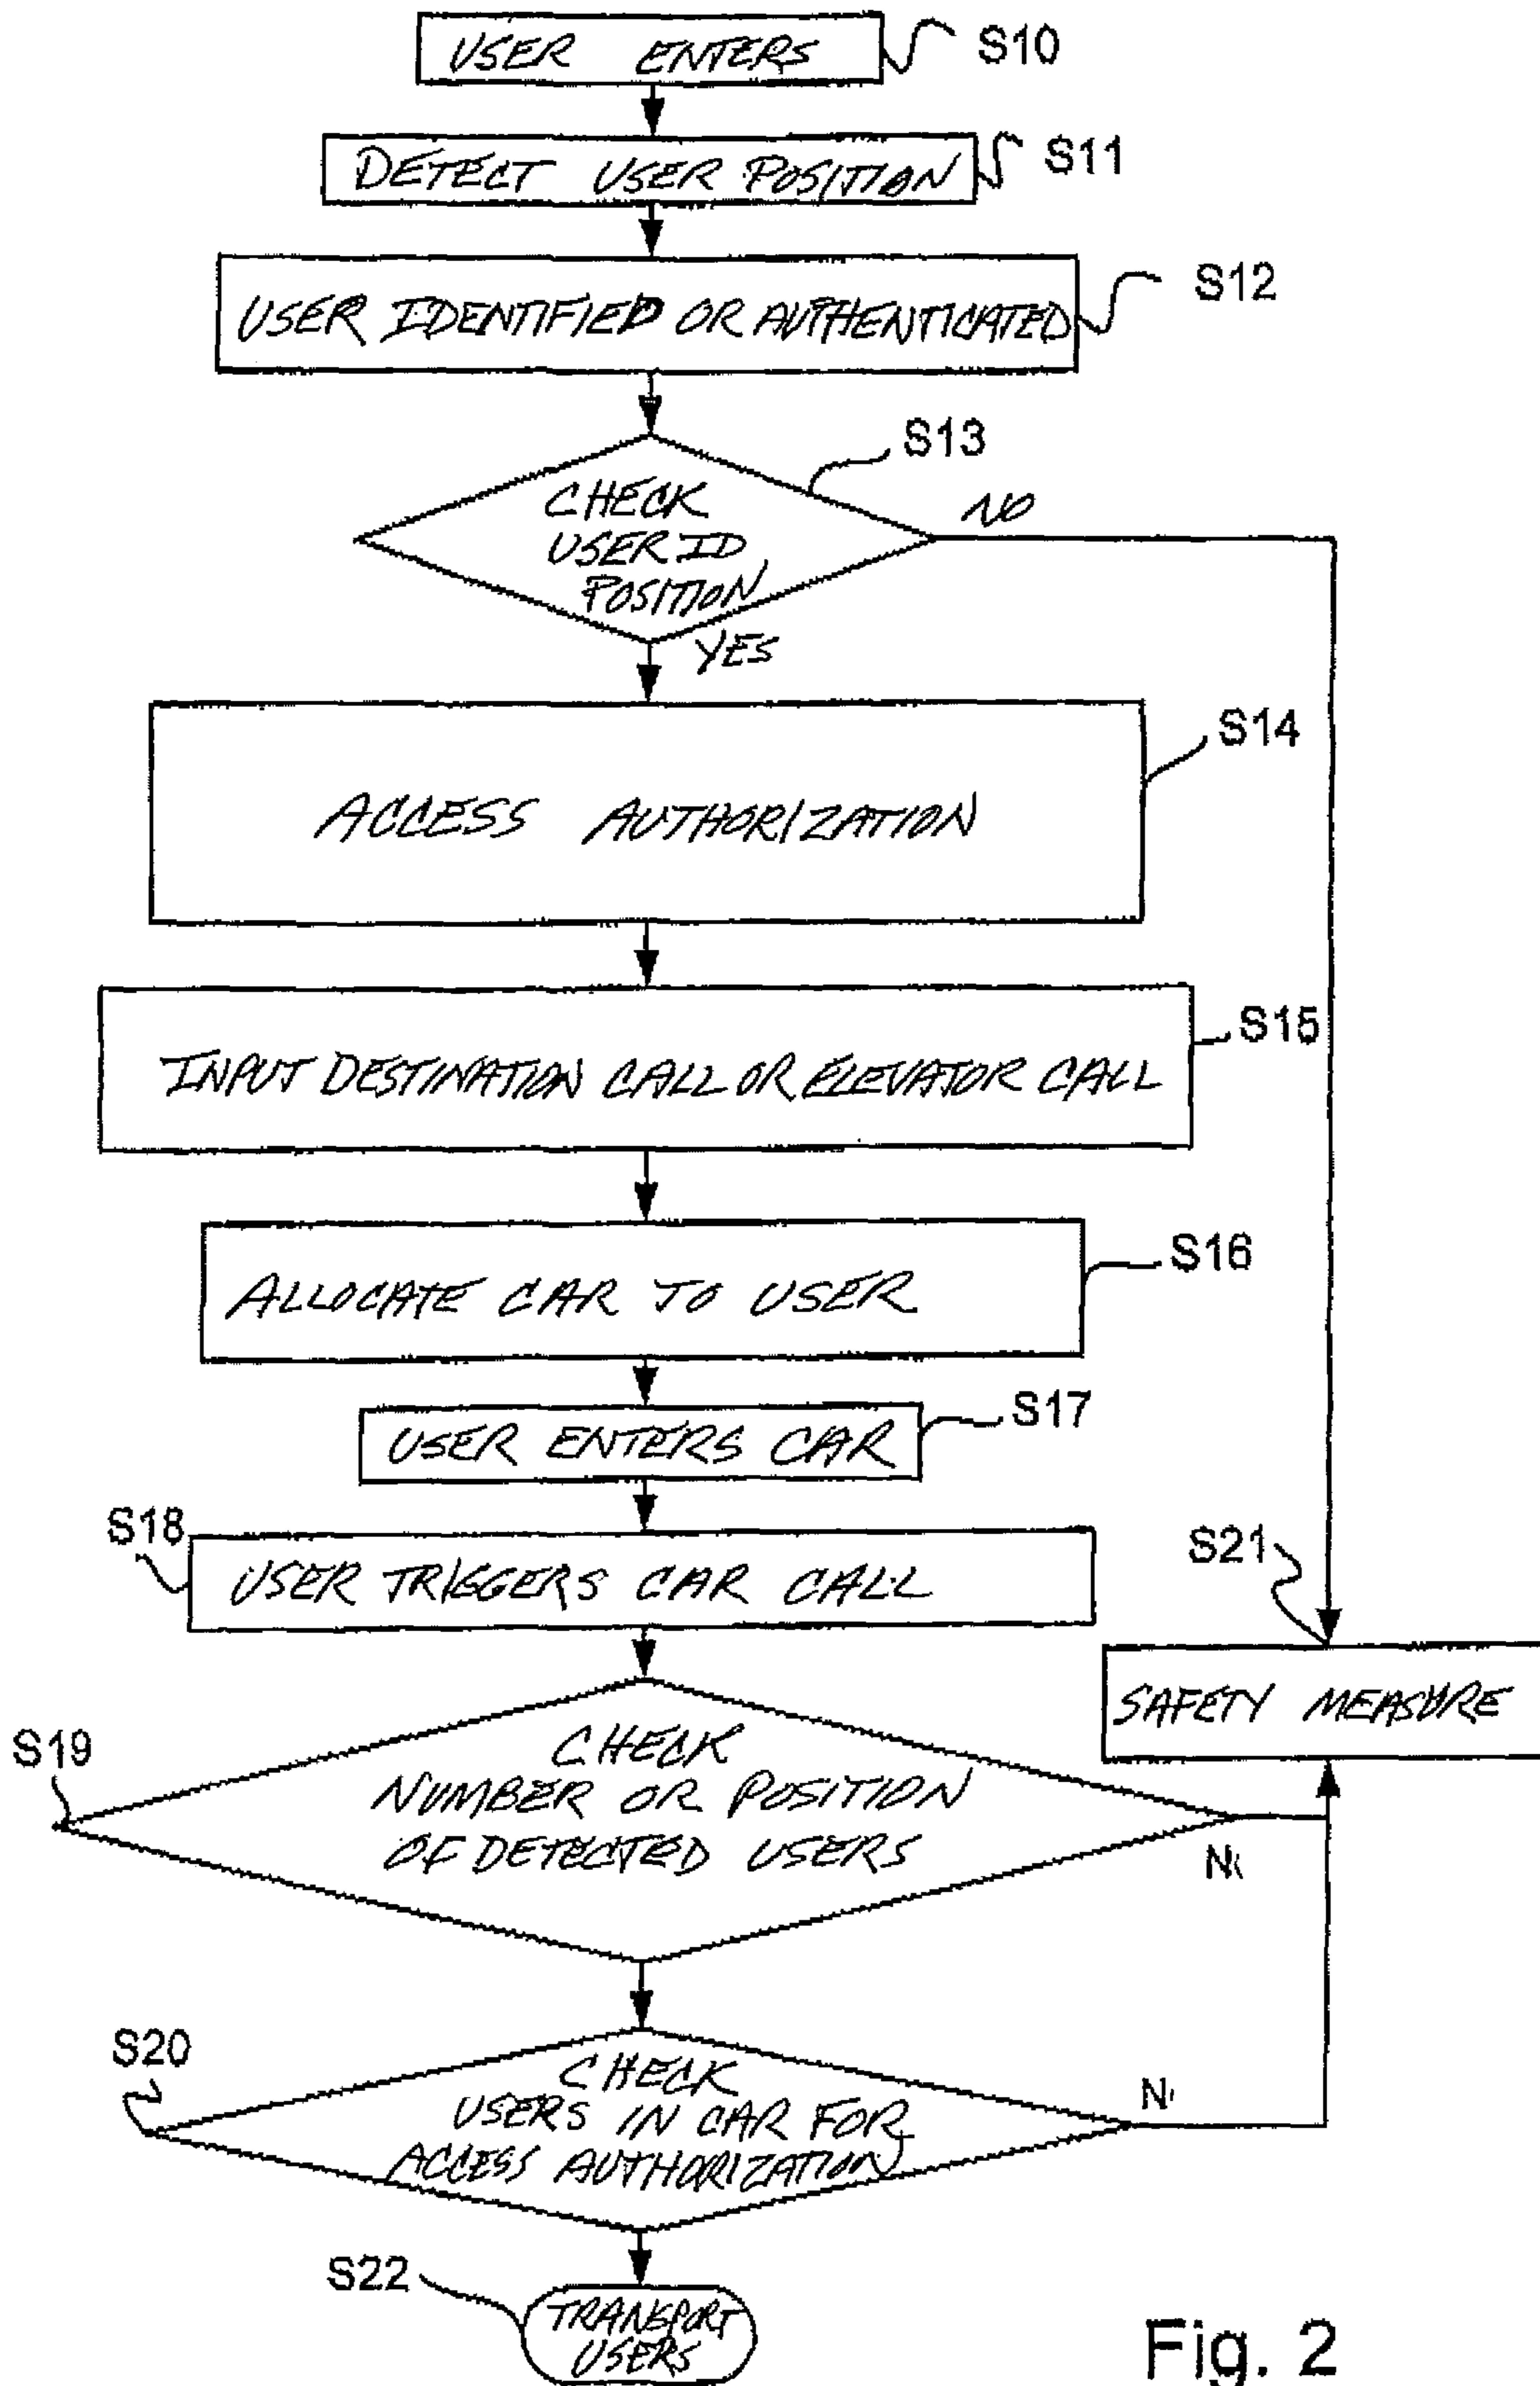 USER ENTERS
S10
DETECT USER POSITION
S11
USER IDENTIFIED OR AUTHENTICATED
S12
S13
CHECK
USER ID
POSITION
NO
YES
S14
ACCESS AUTHORIZATION
S15
INPUT DESTINATION CALL OR ELEVATOR CALL
S16
ALLOCATE CAR TO USER
S17
USER ENTERS CAR
S18
USER TRIGGERS CAR CALL
S21
SAFETY MEASURE
S19
CHECK
NUMBER OR POSITION
OF DETECTED USERS
N
S20
CHECK
USERS IN CAR FOR
ACCESS AUTHORIZATION
N
S22
TRANSPORT
USERS
Fig. 2